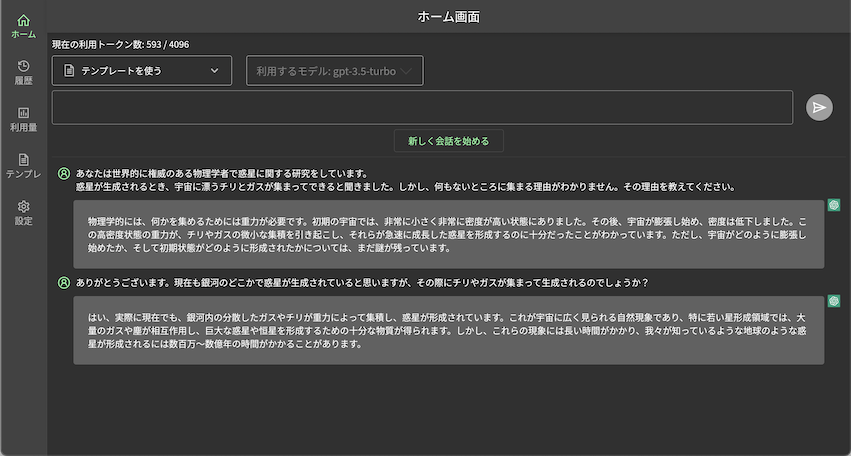 ホーム画面
ホーム
履歴
利用量
テンプレ
設定
現在の利用トークン数: 593 / 4096
テンプレートを使う
利用するモデル: gpt-3.5-turbo
新しく会話を始める
あなたは世界的に権威のある物理学者で惑星に関する研究をしています。
惑星が生成されるとき、宇宙に漂うチリとガスが集まってできると聞きました。しかし、何もないところに集まる理由がわかりません。その理由を教えてください。
物理学的には、何かを集めるためには重力が必要です。初期の宇宙では、非常に小さく非常に密度が高い状態にありました。その後、宇宙が膨張し始め、密度は低下しました。こ
の高密度状態の重力が、チリやガスの微小な集積を引き起こし、それらが急速に成長した惑星を形成するのに十分だったことがわかっています。ただし、宇宙がどのように膨張し
始めたか、そして初期状態がどのように形成されたかについては、まだ謎が残っています。
ありがとうございます。現在も銀河のどこかで惑星が生成されていると思いますが、その際にチリやガスが集まって生成されるのでしょうか？
はい、実際に現在でも、銀河内の分散したガスやチリが重力によって集積し、惑星が形成されています。これが宇宙に広く見られる自然現象であり、特に若い星形成領域では、大
量のガスや塵が相互作用し、巨大な惑星や恒星を形成するための十分な物質が得られます。しかし、これらの現象には長い時間がかかり、我々が知っているような地球のような惑
星が形成されるには数百万〜数億年の時間がかかることがあります。